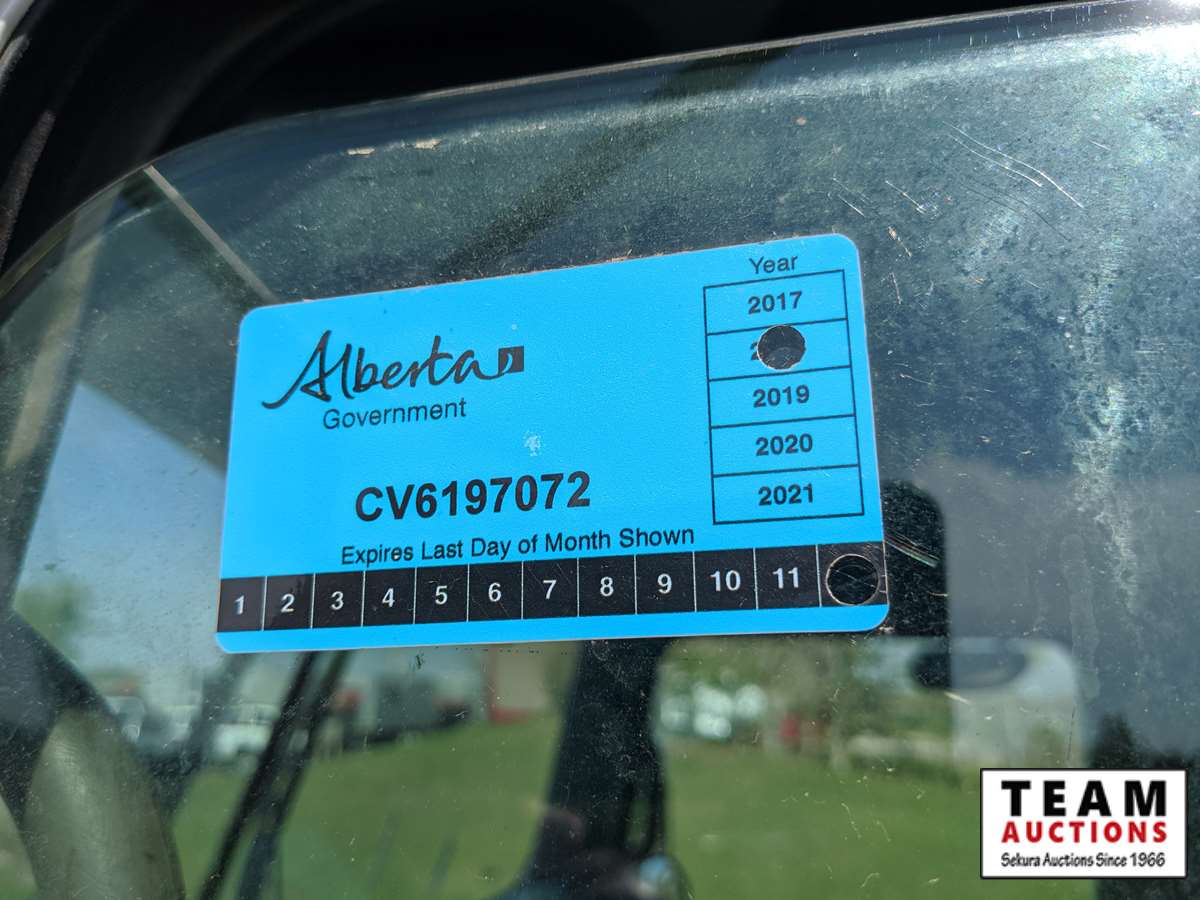 Alberta
Government
CV6197072
Expires Last Day of Month Shown
1 2 3 4 5 6 7 8 9 10 11
Year
2017
2019
2020
2021
TEAM
AUCTIONS
Sekura Auctions Since 1966